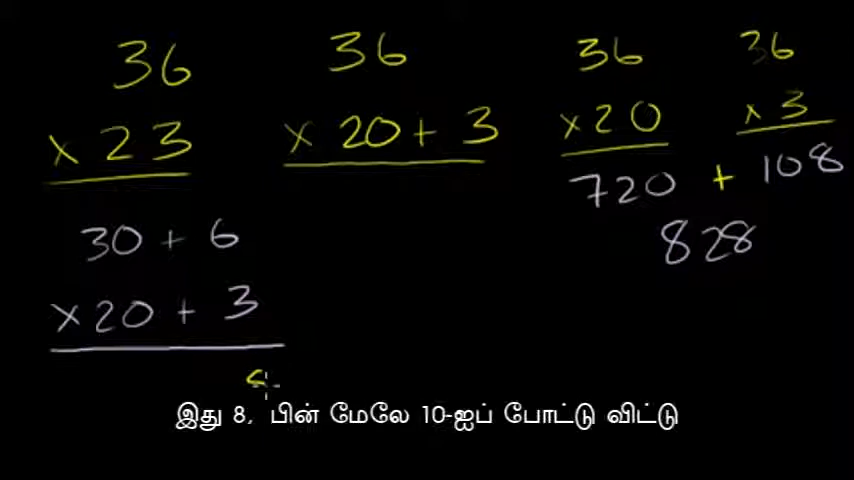 36
× 23
36
× 20 + 3
36
× 20
720
36
× 3
+ 108
828
30 + 6
× 20 + 3
இது 8, பின் மேலே 10-ஐப் போட்டு விட்டு